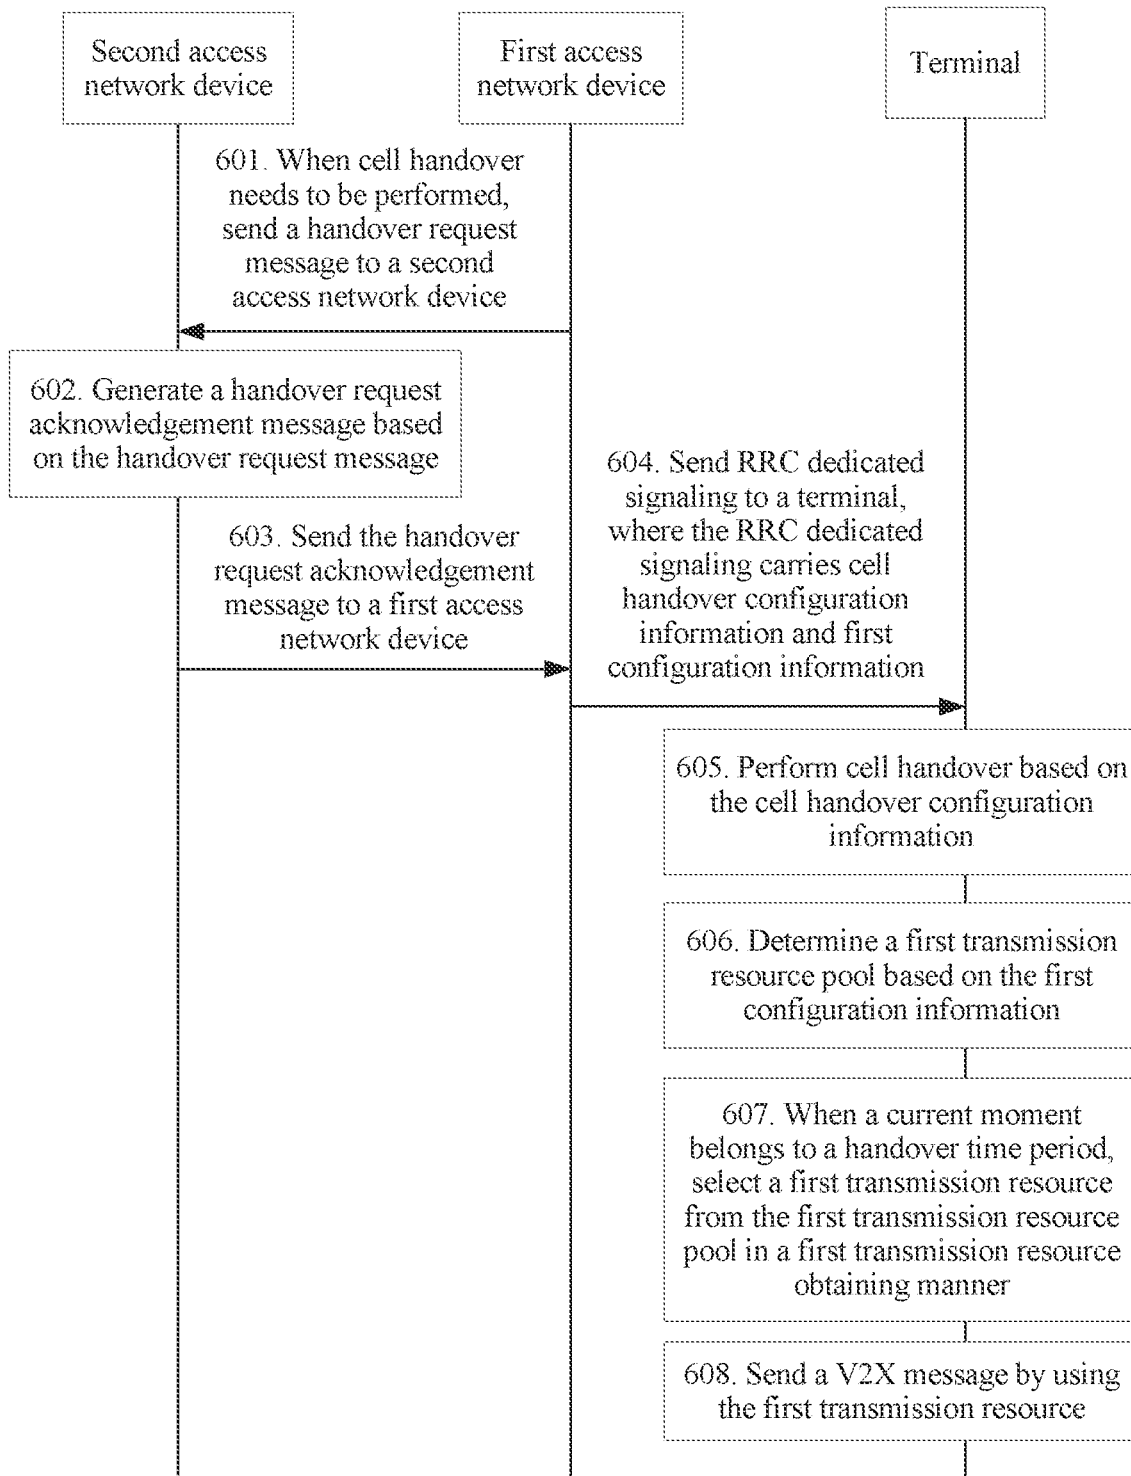 Second access
network device
First access
network device
Terminal
601. When cell handover
needs to be performed,
send a handover request
message to a second
access network device
602. Generate a handover request
acknowledgement message based
on the handover request message
603. Send the handover
request acknowledgement
message to a first access
network device
604. Send RRC dedicated
signaling to a terminal,
where the RRC dedicated
signaling carries cell
handover configuration
information and first
configuration information
605. Perform cell handover based on
the cell handover configuration
information
606. Determine a first transmission
resource pool based on the first
configuration information
607. When a current moment
belongs to a handover time period,
select a first transmission resource
from the first transmission resource
pool in a first transmission resource
obtaining manner
608. Send a V2X message by using
the first transmission resource